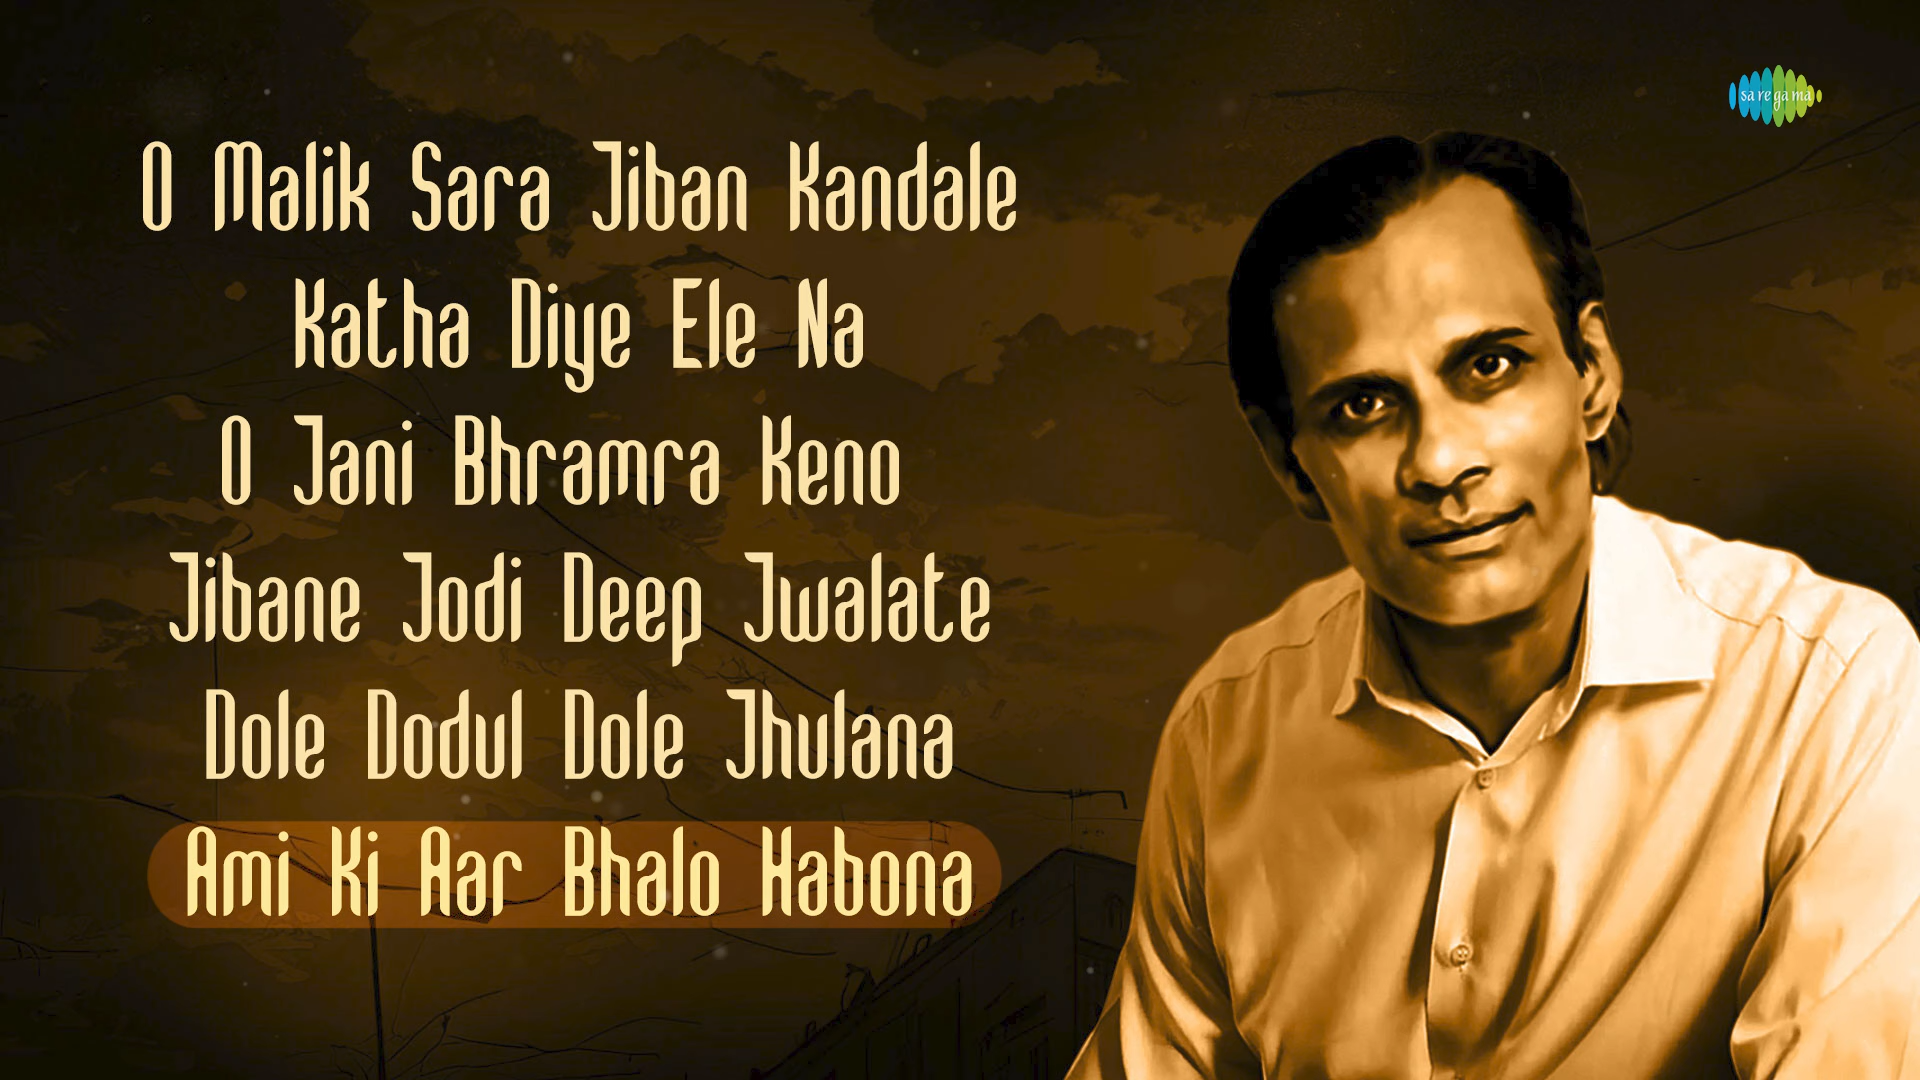 saregama
O Malik Sara Jiban Kandale
Katha Diye Ele Na
O Jani Bhramra Keno
Jibane Jodi Deep Jwalate
Dole Dodul Dole Jhulana
Ami Ki Aar Bhalo Habona